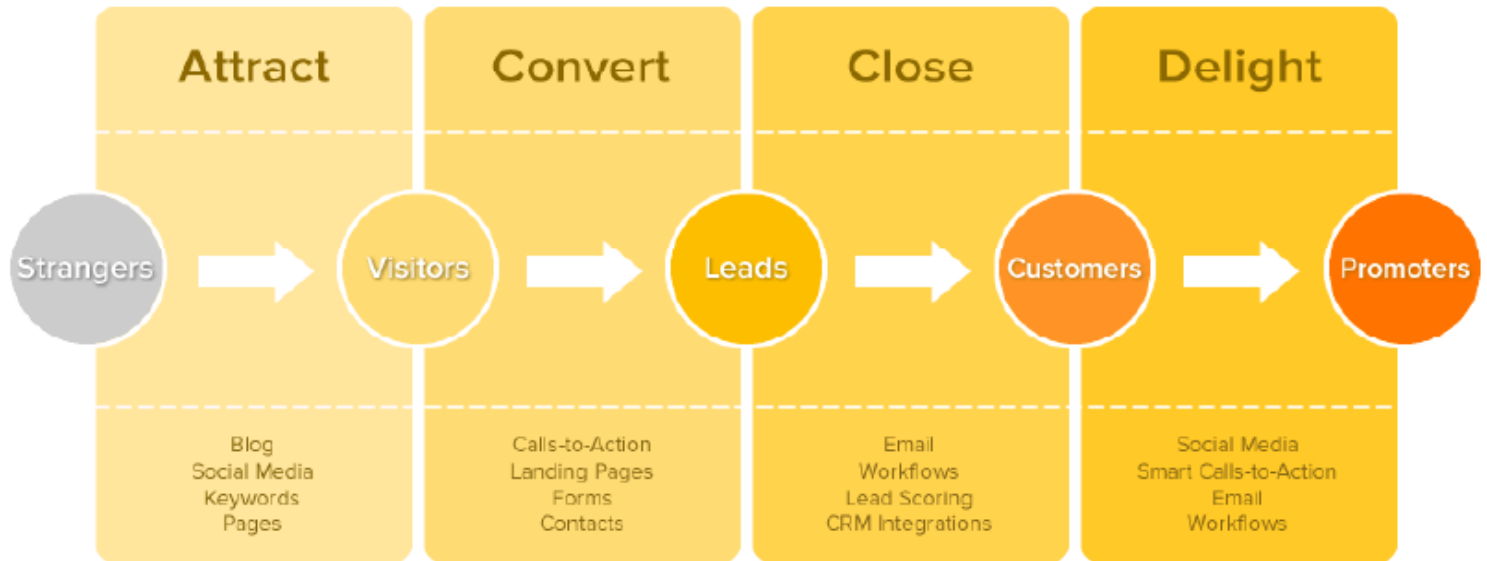 Attract
Convert
Close
Delight
Strangers
Visitors
Leads
Customers
Promoters
Blog
Social Media
Keywords
Pages
Calls-to-Action
Landing Pages
Forms
Contacts
Email
Workflows
Lead Scoring
CRM Integrations
Social Media
Smart Calls-to-Action
Email
Workflows